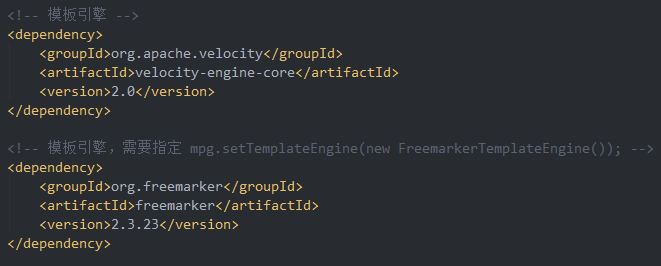 <!-- 模板引擎 -->
<dependency>
    <groupId>org.apache.velocity</groupId>
    <artifactId>velocity-engine-core</artifactId>
    <version>2.0</version>
</dependency>

<!-- 模板引擎，需要指定 mpg.setTemplateEngine(new FreemarkerTemplateEngine()); -->
<dependency>
    <groupId>org.freemarker</groupId>
    <artifactId>freemarker</artifactId>
    <version>2.3.23</version>
</dependency>